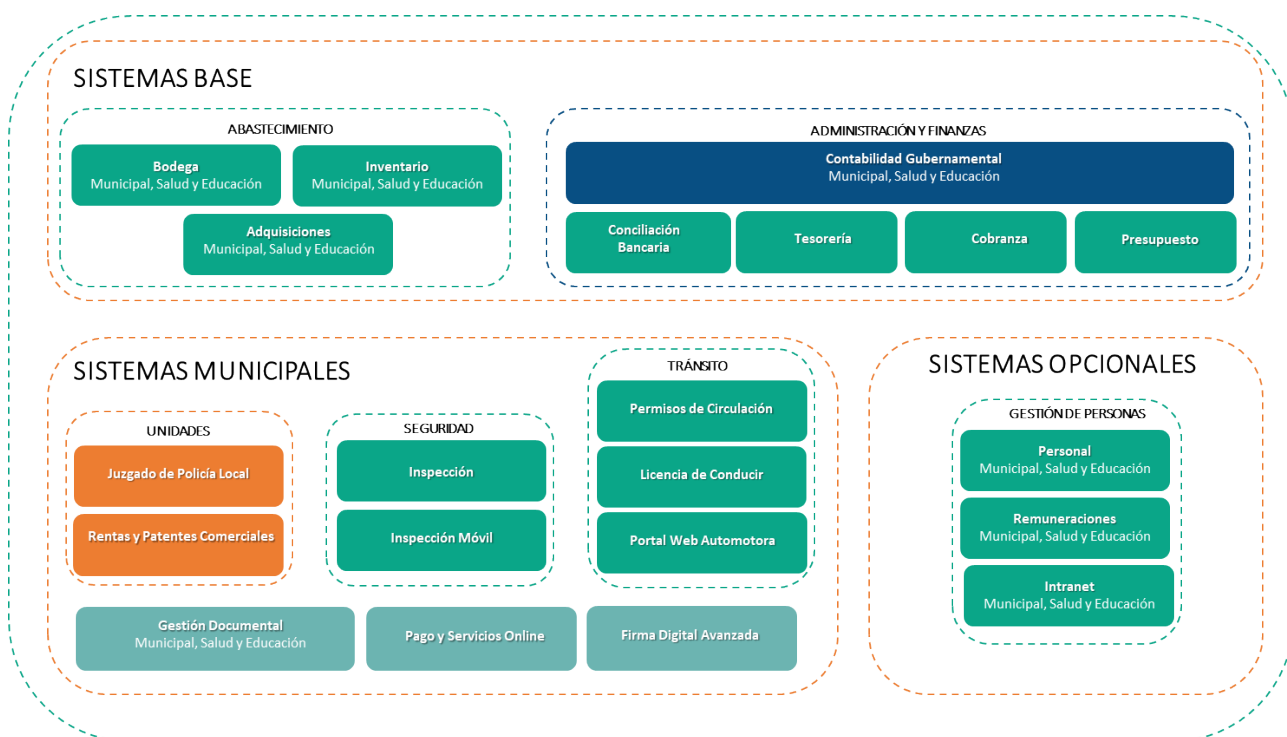 SISTEMAS BASE
ABASTECIMIENTO
Bodega
Municipal, Salud y Educación
Inventario
Municipal, Salud y Educación
Adquisiciones
Municipal, Salud y Educación
ADMINISTRACIÓN Y FINANZAS
Contabilidad Gubernamental
Municipal, Salud y Educación
Conciliación
Bancaria
Tesorería
Cobranza
Presupuesto
SISTEMAS MUNICIPALES
UNIDADES
Juzgado de Policía Local
Rentas y Patentes Comerciales
SEGURIDAD
Inspección
Inspección Móvil
TRÁNSITO
Permisos de Circulación
Licencia de Conducir
Portal Web Automotora
Gestión Documental
Municipal, Salud y Educación
Pago y Servicios Online
Firma Digital Avanzada
SISTEMAS OPCIONALES
GESTIÓN DE PERSONAS
Personal
Municipal, Salud y Educación
Remuneraciones
Municipal, Salud y Educación
Intranet
Municipal, Salud y Educación